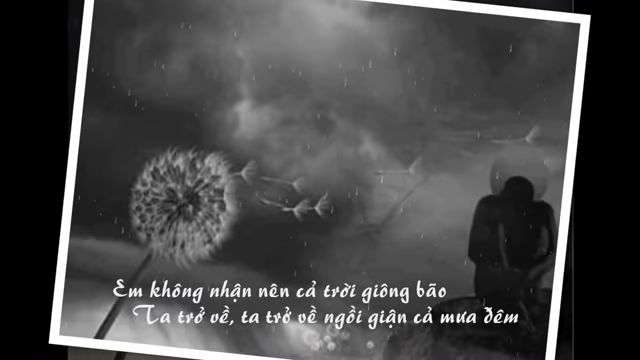 Em không nhận nên cả trời giông bão
Ta trở về, ta trở về ngồi giận cả mưa đêm